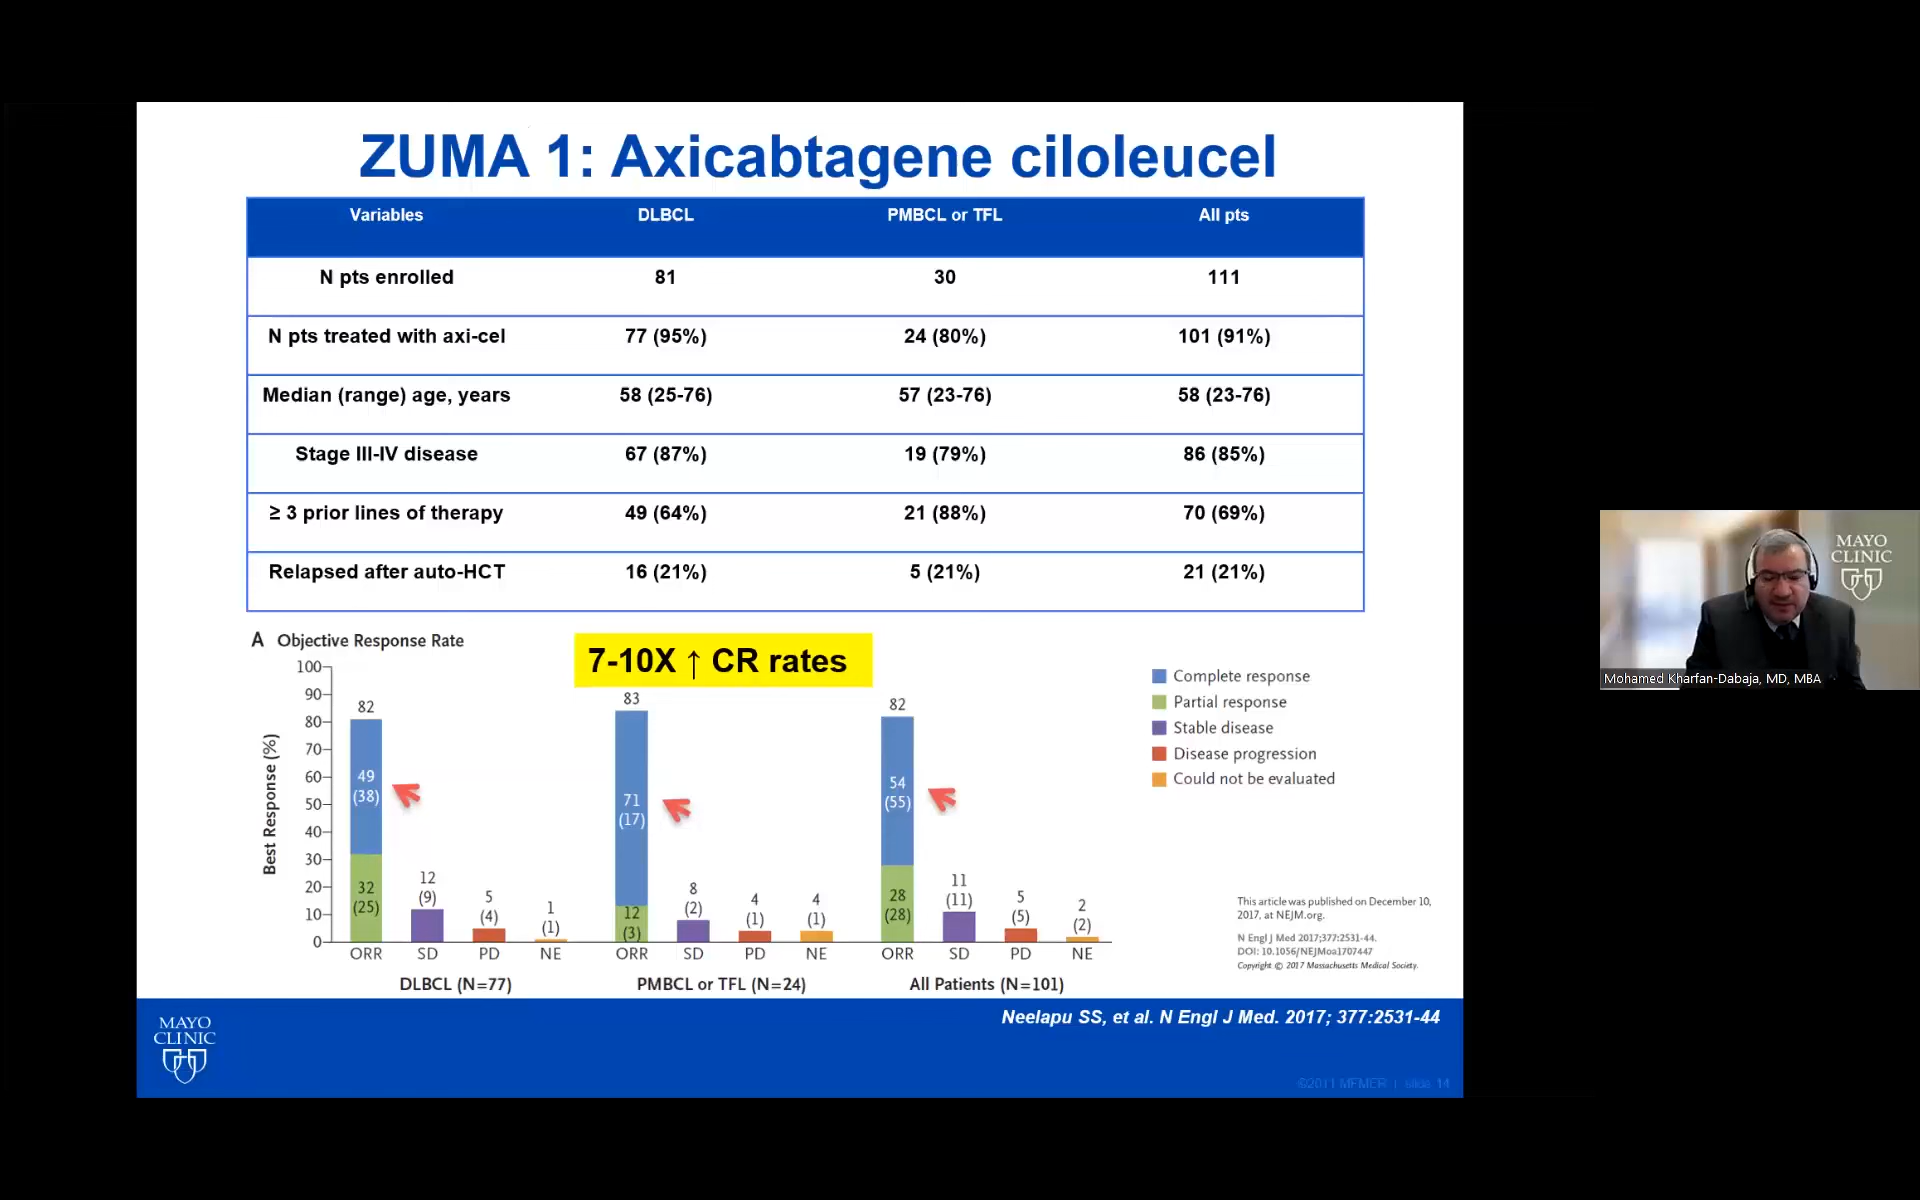 ZUMA 1: Axicabtagene ciloleucel
Variables DLBCL PMBCL or TFL All pts
N pts enrolled 81 30 111
N pts treated with axi-cel 77 (95%) 24 (80%) 101 (91%)
Median (range) age, years 58 (25-76) 57 (23-76) 58 (23-76)
Stage III-IV disease 67 (87%) 19 (79%) 86 (85%)
≥ 3 prior lines of therapy 49 (64%) 21 (88%) 70 (69%)
Relapsed after auto-HCT 16 (21%) 5 (21%) 21 (21%)
A Objective Response Rate
7-10X ↑ CR rates
Best Response (%)
100
90
80
70
60
50
40
30
20
10
0
82
49
(38)
32
(25)
12
(9)
5
(4)
1
(1)
ORR SD PD NE
DLBCL (N=77)
83
71
(17)
12
(3)
8
(2)
4
(1)
4
(1)
ORR SD PD NE
PMBCL or TFL (N=24)
82
54
(55)
28
(28)
11
(11)
5
(5)
2
(2)
ORR SD PD NE
All Patients (N=101)
Complete response
Partial response
Stable disease
Disease progression
Could not be evaluated
This article was published on December 10,
2017, at NEJM.org.
N Engl J Med 2017;377:2531-44.
DOI: 10.1056/NEJMoa1707447
Copyright © 2017 Massachusetts Medical Society.
MAYO
CLINIC
Neelapu SS, et al. N Engl J Med. 2017; 377:2531-44
©2011 MFMER | slide 14
MAYO
CLINIC
Mohamed Kharfan-Dabaja, MD, MBA